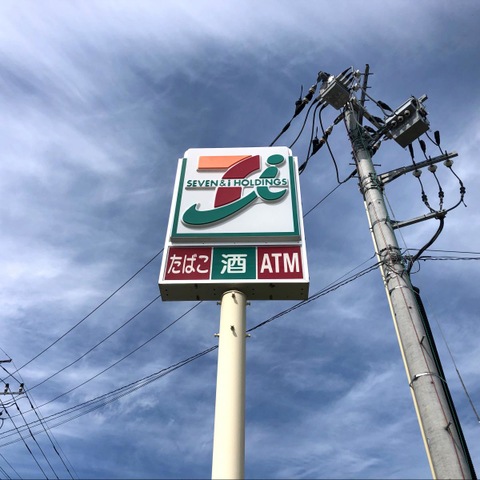 SEVEN & i HOLDINGS
たばこ 酒 ATM